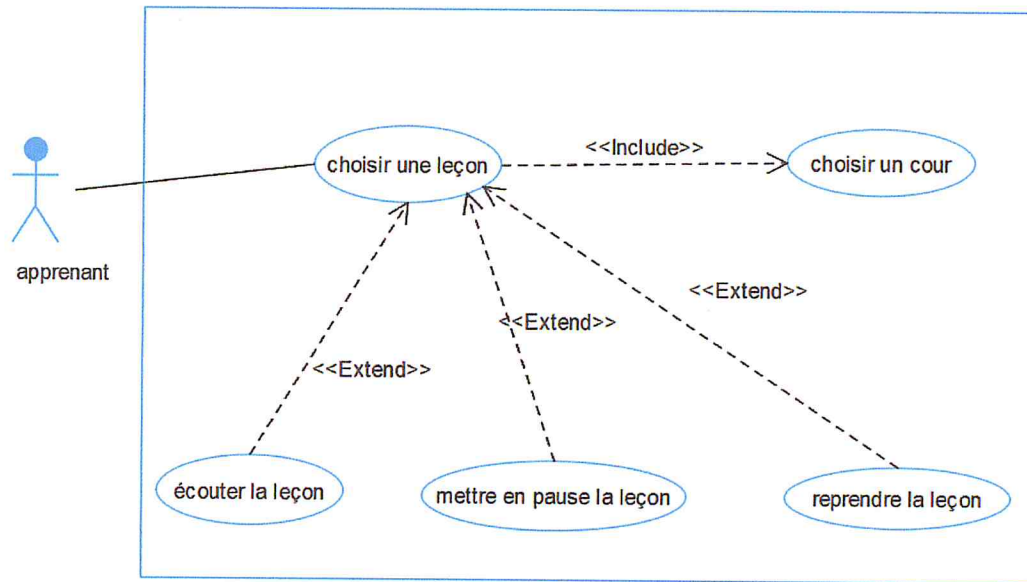 choisir une leçon
<<Include>>
choisir un cour
apprenant
<<Extend>>
<<Extend>>
<<Extend>>
écouter la leçon
mettre en pause la leçon
reprendre la leçon